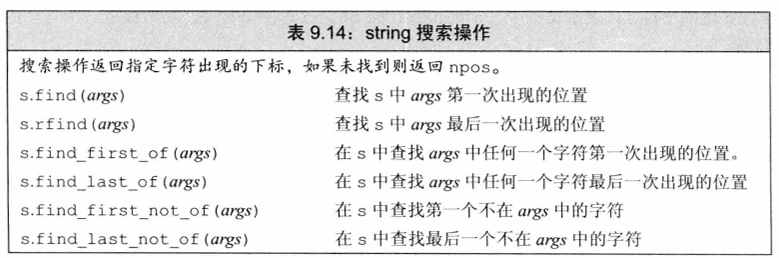 表 9.14：string 搜索操作
搜索操作返回指定字符出现的下标，如果未找到则返回 npos。
s.find(args) 查找 s 中 args 第一次出现的位置
s.rfind(args) 查找 s 中 args 最后一次出现的位置
s.find_first_of(args) 在 s 中查找 args 中任何一个字符第一次出现的位置。
s.find_last_of(args) 在 s 中查找 args 中任何一个字符最后一次出现的位置
s.find_first_not_of(args) 在 s 中查找第一个不在 args 中的字符
s.find_last_not_of(args) 在 s 中查找最后一个不在 args 中的字符